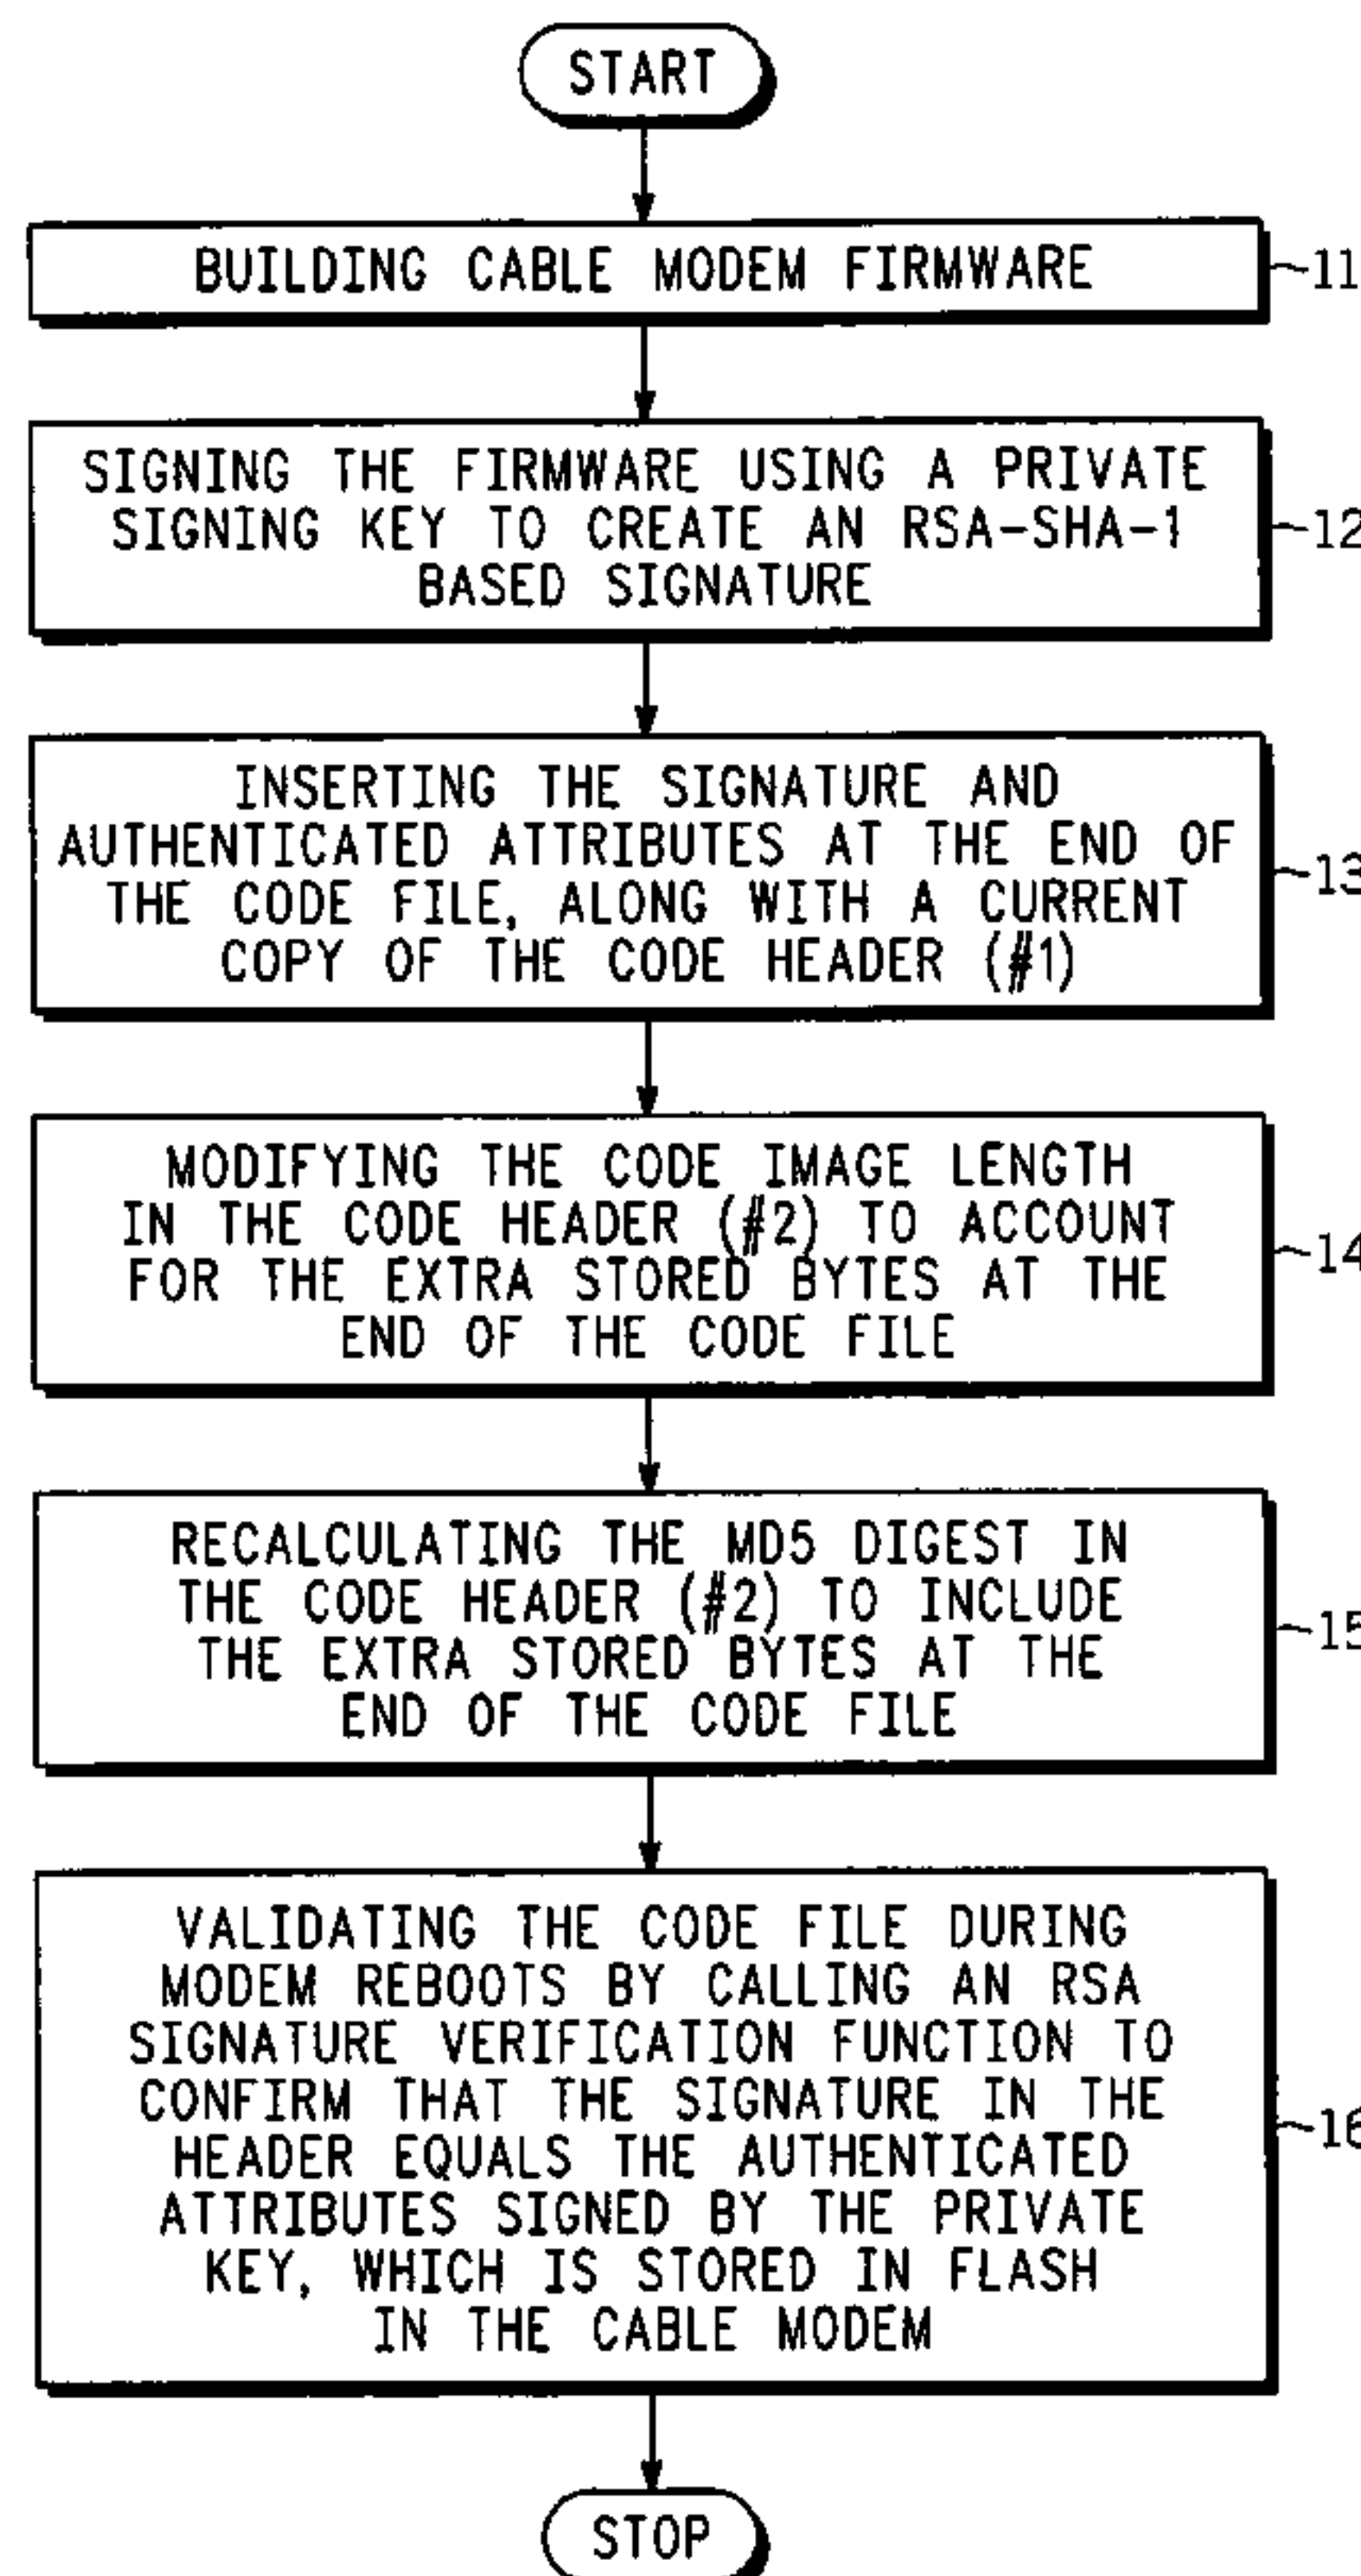 START
BUILDING CABLE MODEM FIRMWARE
11
SIGNING THE FIRMWARE USING A PRIVATE
SIGNING KEY TO CREATE AN RSA-SHA-1
BASED SIGNATURE
12
INSERTING THE SIGNATURE AND
AUTHENTICATED ATTRIBUTES AT THE END OF
THE CODE FILE, ALONG WITH A CURRENT
COPY OF THE CODE HEADER (#1)
13
MODIFYING THE CODE IMAGE LENGTH
IN THE CODE HEADER (#2) TO ACCOUNT
FOR THE EXTRA STORED BYTES AT THE
END OF THE CODE FILE
14
RECALCULATING THE MD5 DIGEST IN
THE CODE HEADER (#2) TO INCLUDE
THE EXTRA STORED BYTES AT THE
END OF THE CODE FILE
15
VALIDATING THE CODE FILE DURING
MODEM REBOOTS BY CALLING AN RSA
SIGNATURE VERIFICATION FUNCTION TO
CONFIRM THAT THE SIGNATURE IN THE
HEADER EQUALS THE AUTHENTICATED
ATTRIBUTES SIGNED BY THE PRIVATE
KEY, WHICH IS STORED IN FLASH
IN THE CABLE MODEM
16
STOP